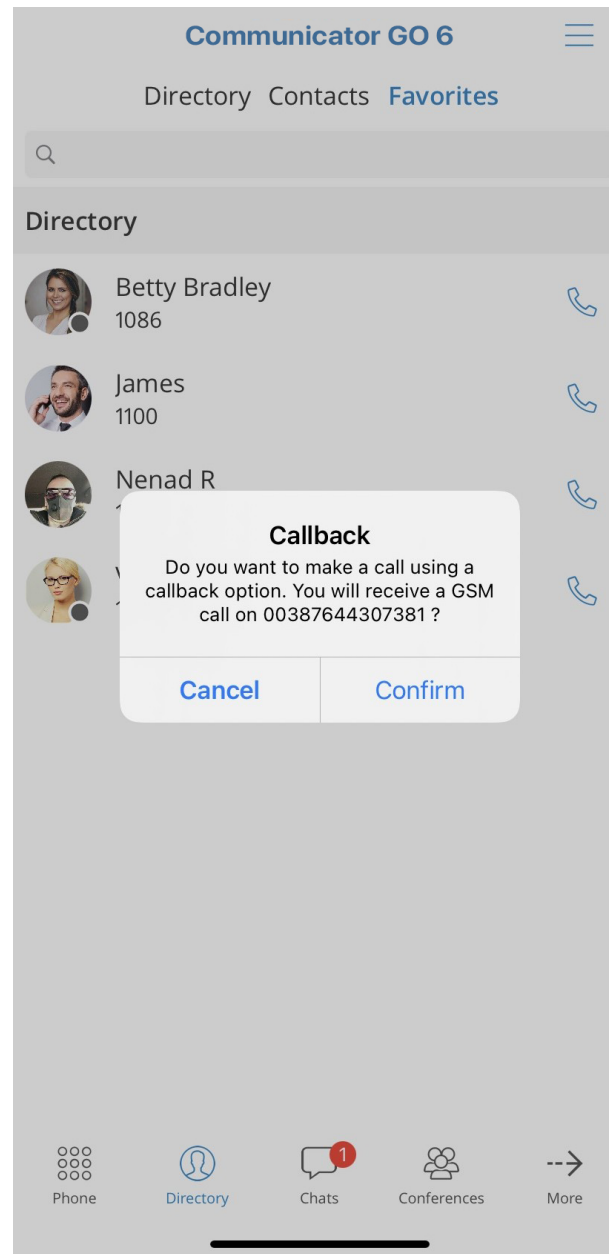 Communicator GO 6
Directory Contacts Favorites
Directory
Betty Bradley
1086
James
1100
Nenad R
Callback
Do you want to make a call using a
callback option. You will receive a GSM
call on 00387644307381 ?
Cancel Confirm
1
Phone Directory Chats Conferences More